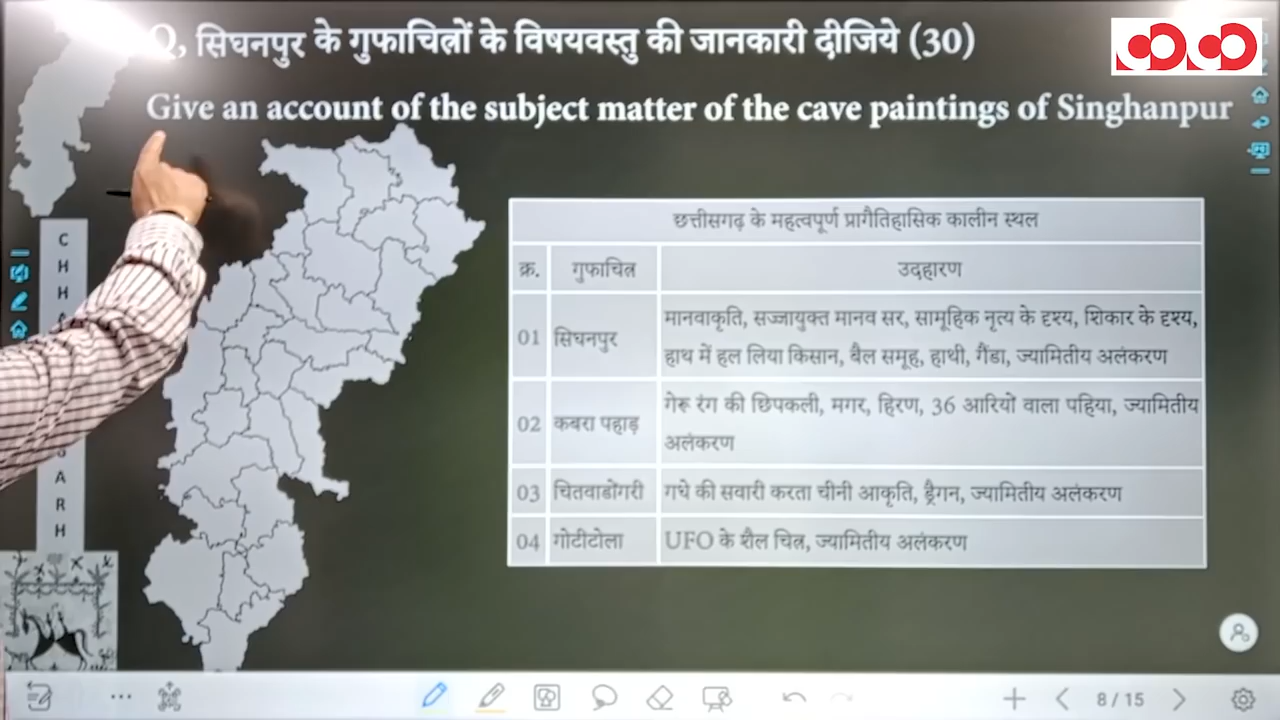 Q, सिघनपुर के गुफाचित्रों के विषयवस्तु की जानकारी दीजिये (30)
Give an account of the subject matter of the cave paintings of Singhanpur
छत्तीसगढ़ के महत्वपूर्ण प्रागैतिहासिक कालीन स्थल
क्र. गुफाचित्र उदहारण
01 सिघनपुर मानवाकृति, सज्जायुक्त मानव सर, सामूहिक नृत्य के दृश्य, शिकार के दृश्य,
हाथ में हल लिया किसान, बैल समूह, हाथी, गैंडा, ज्यामितीय अलंकरण
02 कबरा पहाड़ गेरू रंग की छिपकली, मगर, हिरण, 36 आरियों वाला पहिया, ज्यामितीय
अलंकरण
03 चितवाडोंगरी गधे की सवारी करता चीनी आकृति, ड्रैगन, ज्यामितीय अलंकरण
04 गोटीटोला UFO के शैल चित्र, ज्यामितीय अलंकरण
C
H
H
A
R
H
8 / 15